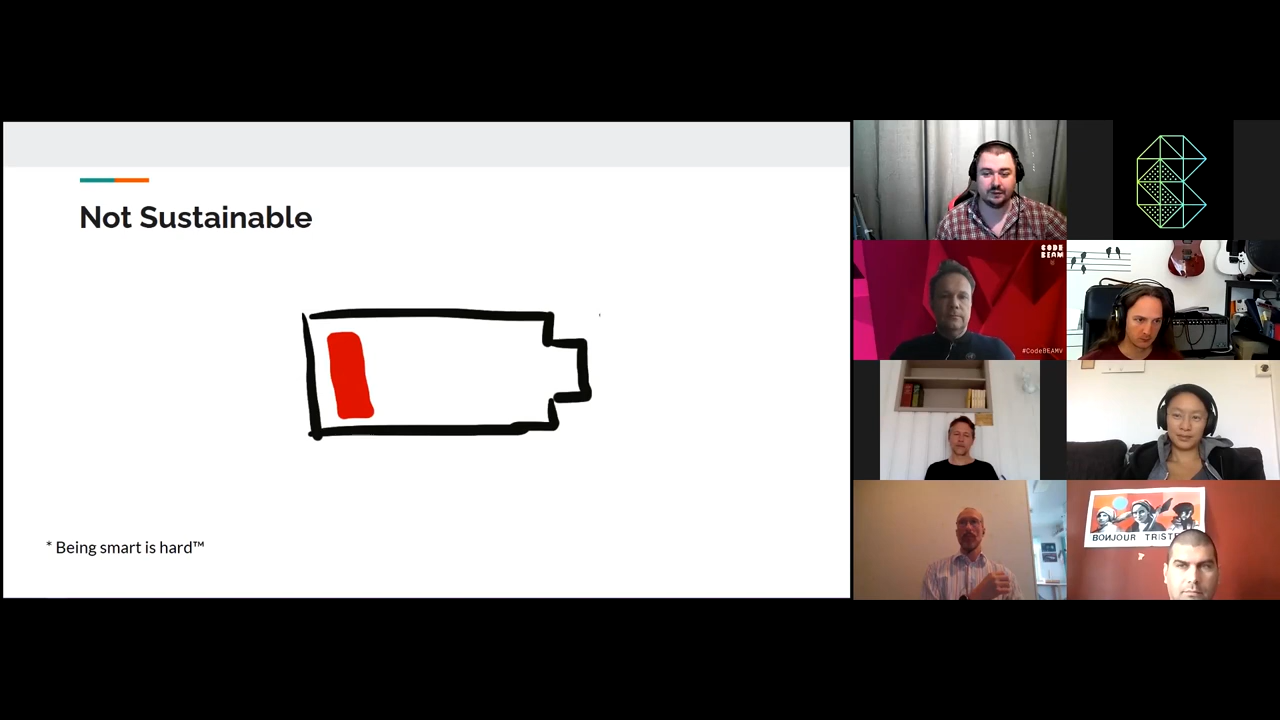 Not Sustainable
* Being smart is hard™
CODE
BEAM
#CodeBEAMV
BONJOUR TRISTE